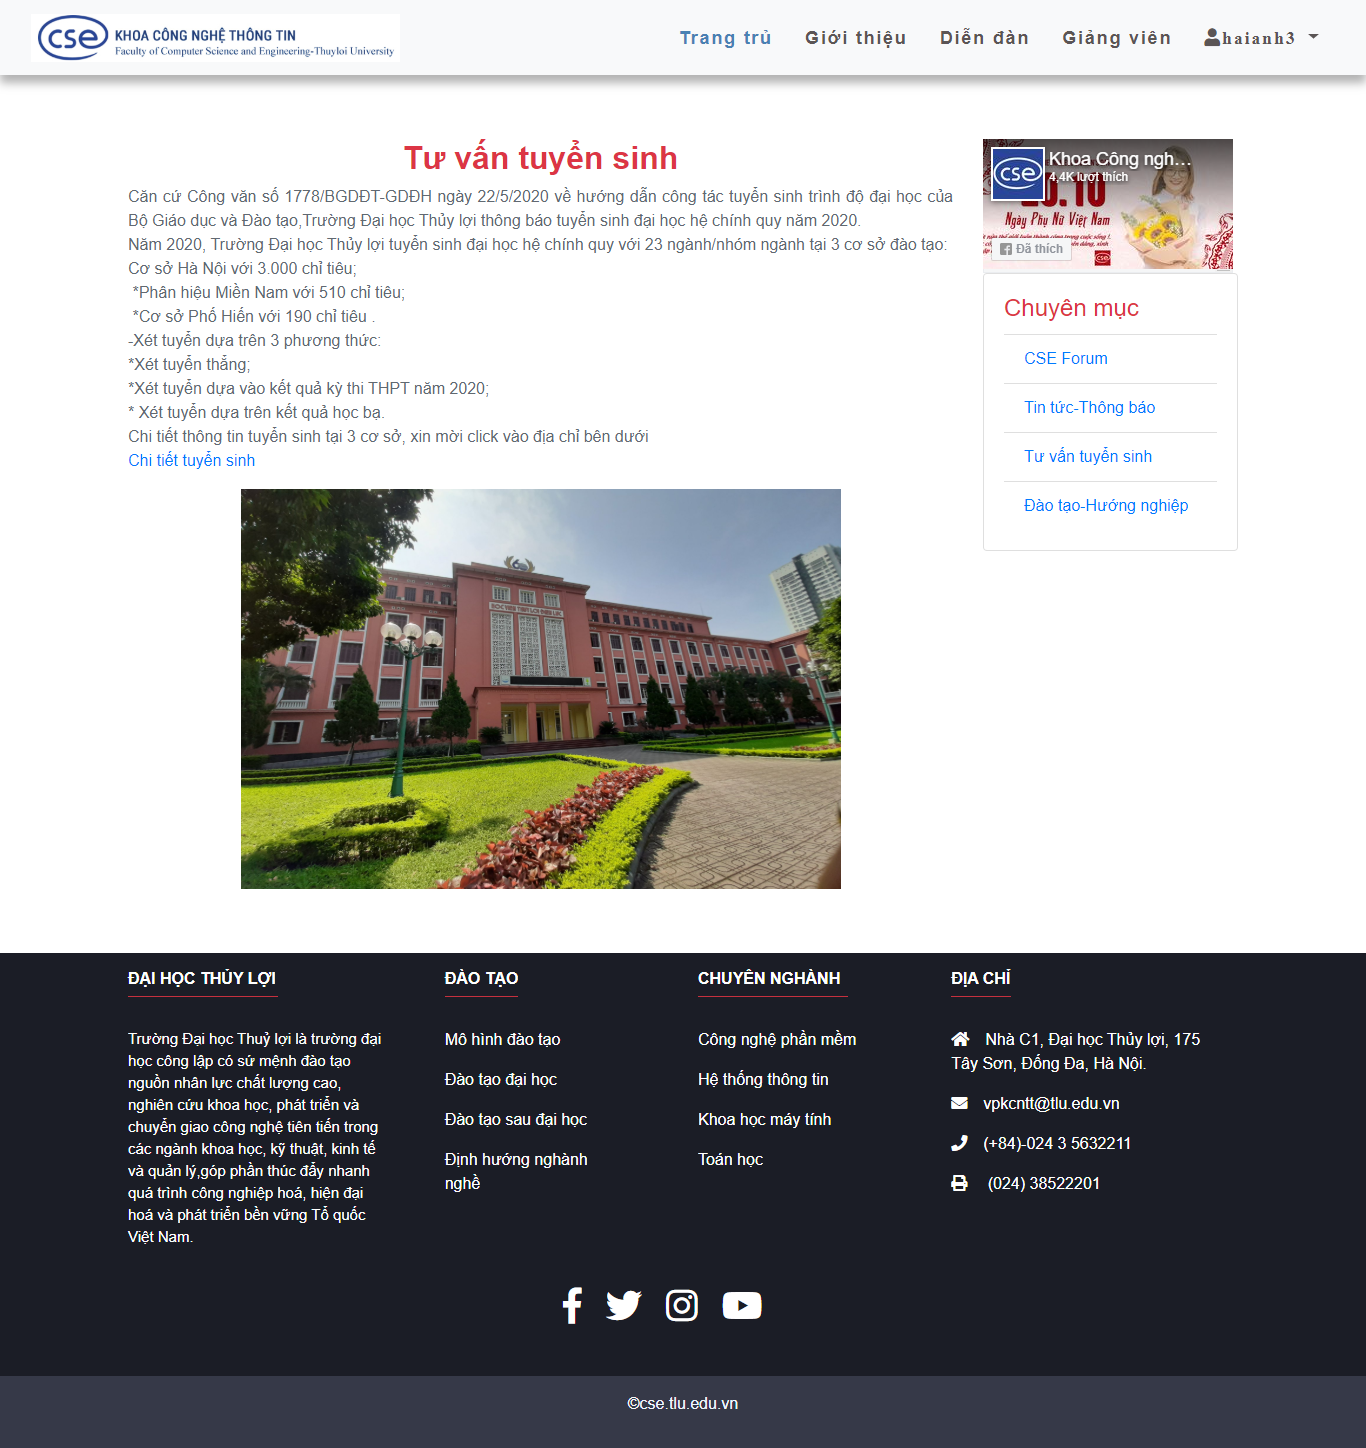 cse KHOA CÔNG NGHỆ THÔNG TIN
Faculty of Computer Science and Engineering-Thuyloi University
Trang trủ Giới thiệu Diễn đàn Giảng viên haianh3
Tư vấn tuyển sinh
Căn cứ Công văn số 1778/BGDĐT-GDĐH ngày 22/5/2020 về hướng dẫn công tác tuyển sinh trình độ đại học của
Bộ Giáo dục và Đào tạo,Trường Đại học Thủy lợi thông báo tuyển sinh đại học hệ chính quy năm 2020.
Năm 2020, Trường Đại học Thủy lợi tuyển sinh đại học hệ chính quy với 23 ngành/nhóm ngành tại 3 cơ sở đào tạo:
Cơ sở Hà Nội với 3.000 chỉ tiêu;
*Phân hiệu Miền Nam với 510 chỉ tiêu;
*Cơ sở Phố Hiến với 190 chỉ tiêu .
-Xét tuyển dựa trên 3 phương thức:
*Xét tuyển thẳng;
*Xét tuyển dựa vào kết quả kỳ thi THPT năm 2020;
* Xét tuyển dựa trên kết quả học bạ.
Chi tiết thông tin tuyển sinh tại 3 cơ sở, xin mời click vào địa chỉ bên dưới
Chi tiết tuyển sinh
cse
Khoa Công ngh...
4,4K lượt thích
20.10
Ngày Phụ Nữ Việt Nam
Đã thích
cse
Chuyên mục
CSE Forum
Tin tức-Thông báo
Tư vấn tuyển sinh
Đào tạo-Hướng nghiệp
ĐẠI HỌC THỦY LỢI
Trường Đại học Thuỷ lợi là trường đại
học công lập có sứ mệnh đào tạo
nguồn nhân lực chất lượng cao,
nghiên cứu khoa học, phát triển và
chuyển giao công nghệ tiên tiến trong
các ngành khoa học, kỹ thuật, kinh tế
và quản lý,góp phần thúc đẩy nhanh
quá trình công nghiệp hoá, hiện đại
hoá và phát triển bền vững Tổ quốc
Việt Nam.
ĐÀO TẠO
Mô hình đào tạo
Đào tạo đại học
Đào tạo sau đại học
Định hướng nghành
nghề
CHUYÊN NGHÀNH
Công nghệ phần mềm
Hệ thống thông tin
Khoa học máy tính
Toán học
ĐỊA CHỈ
Nhà C1, Đại học Thủy lợi, 175
Tây Sơn, Đống Đa, Hà Nội.
vpkcntt@tlu.edu.vn
(+84)-024 3 5632211
(024) 38522201
©cse.tlu.edu.vn